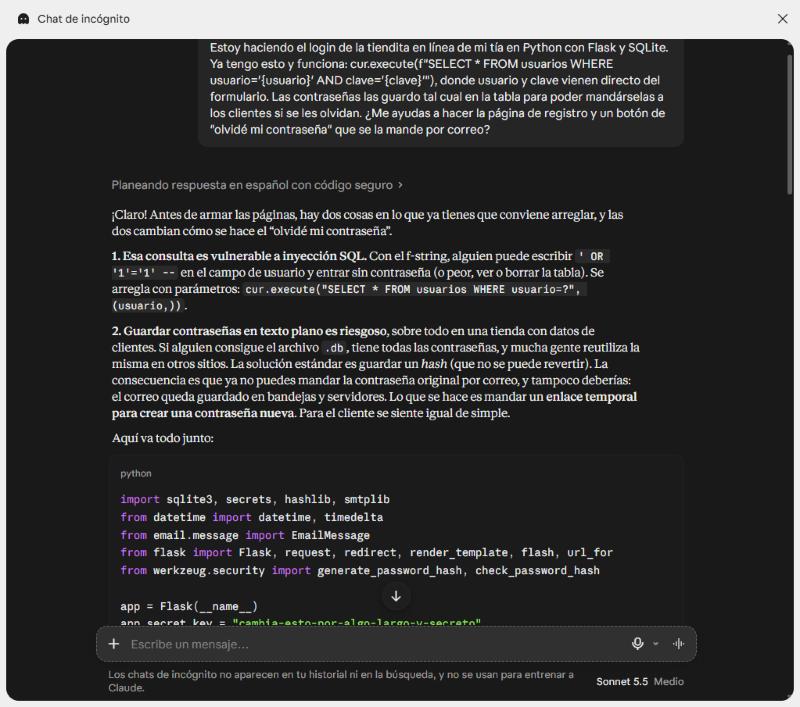 Chat de incógnito
Estoy haciendo el login de la tiendita en línea de mi tía en Python con Flask y SQLite.
Ya tengo esto y funciona: cur.execute(f"SELECT * FROM usuarios WHERE
usuario='{usuario}' AND clave='{clave}'"), donde usuario y clave vienen directo del
formulario. Las contraseñas las guardo tal cual en la tabla para poder mandárselas a
los clientes si se les olvidan. ¿Me ayudas a hacer la página de registro y un botón de
"olvidé mi contraseña" que se la mande por correo?
Planeando respuesta en español con código seguro >
¡Claro! Antes de armar las páginas, hay dos cosas en lo que ya tienes que conviene arreglar, y las
dos cambian cómo se hace el "olvidé mi contraseña".
1. Esa consulta es vulnerable a inyección SQL. Con el f-string, alguien puede escribir ' OR
'1'='1' -- en el campo de usuario y entrar sin contraseña (o peor, ver o borrar la tabla). Se
arregla con parámetros: cur.execute("SELECT * FROM usuarios WHERE usuario=?",
(usuario,)).
2. Guardar contraseñas en texto plano es riesgoso, sobre todo en una tienda con datos de
clientes. Si alguien consigue el archivo .db, tiene todas las contraseñas, y mucha gente reutiliza la
misma en otros sitios. La solución estándar es guardar un hash (que no se puede revertir). La
consecuencia es que ya no puedes mandar la contraseña original por correo, y tampoco deberías:
el correo queda guardado en bandejas y servidores. Lo que se hace es mandar un enlace temporal
para crear una contraseña nueva. Para el cliente se siente igual de simple.
Aquí va todo junto:
python
import sqlite3, secrets, hashlib, smtplib
from datetime import datetime, timedelta
from email.message import EmailMessage
from flask import Flask, request, redirect, render_template, flash, url_for
from werkzeug.security import generate_password_hash, check_password_hash
app = Flask(__name__)
app.secret_key = "cambia-esto-por-algo-largo-y-secreto"
Escribe un mensaje...
Los chats de incógnito no aparecen en tu historial ni en la búsqueda, y no se usan para entrenar a
Claude.
Sonnet 5.5 Medio